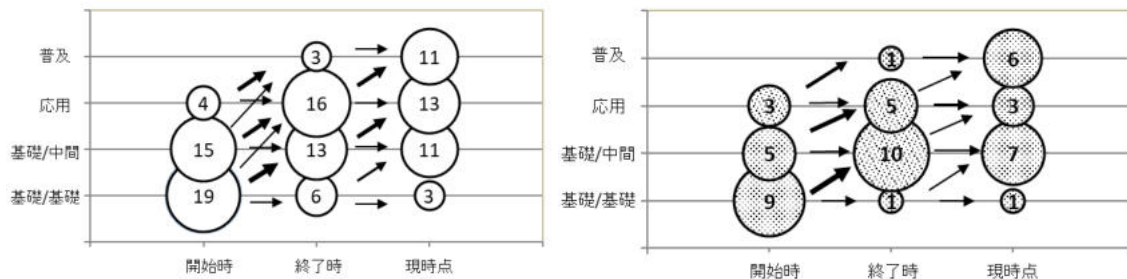 普及 3 11
応用 4 16 13
基礎/中間 15 13 11
基礎/基礎 19 6 3
開始時 終了時 現時点
普及 1 6
応用 3 5 3
基礎/中間 5 10 7
基礎/基礎 9 1 1
開始時 終了時 現時点